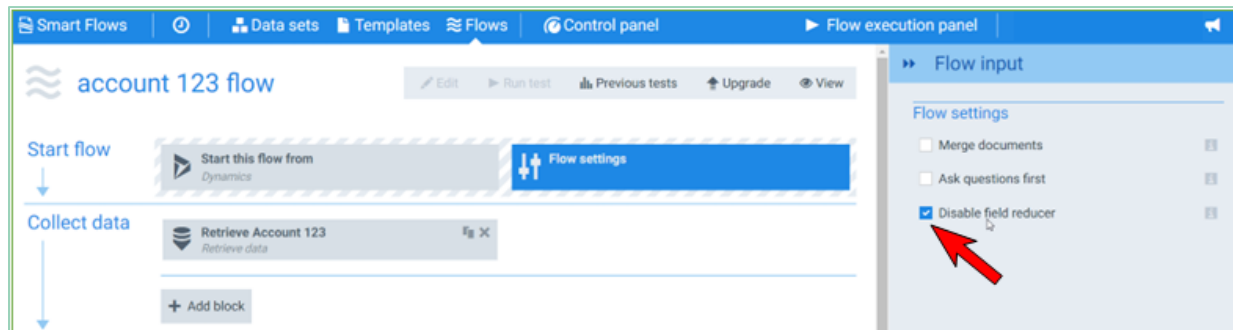 Smart Flows
Data sets
Templates
Flows
Control panel
Flow execution panel
account 123 flow
Edit
Run test
Previous tests
Upgrade
View
Flow input
Flow settings
Merge documents
Ask questions first
Disable field reducer
Start flow
Start this flow from
Dynamics
Flow settings
Collect data
Retrieve Account 123
Retrieve data
+ Add block